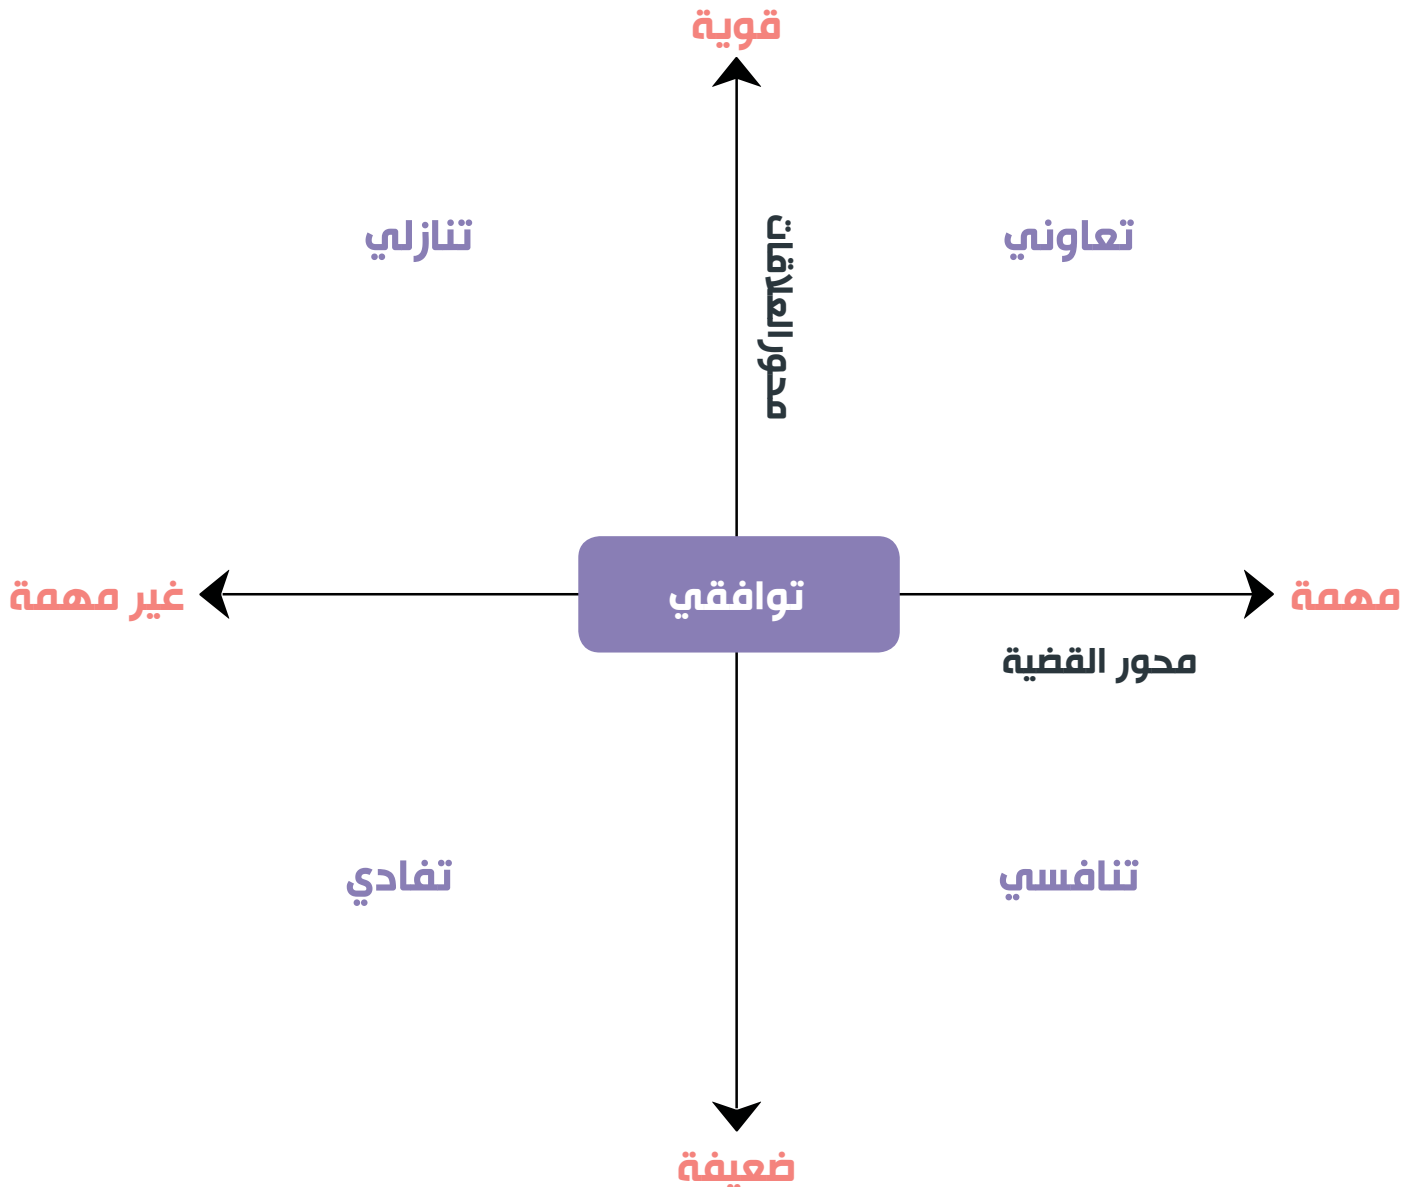 قوية
تعاوني
تنازلي
محور العلاقات
مهمة
توافقي
غير مهمة
محور القضية
تنافسي
تفادي
ضعيفة